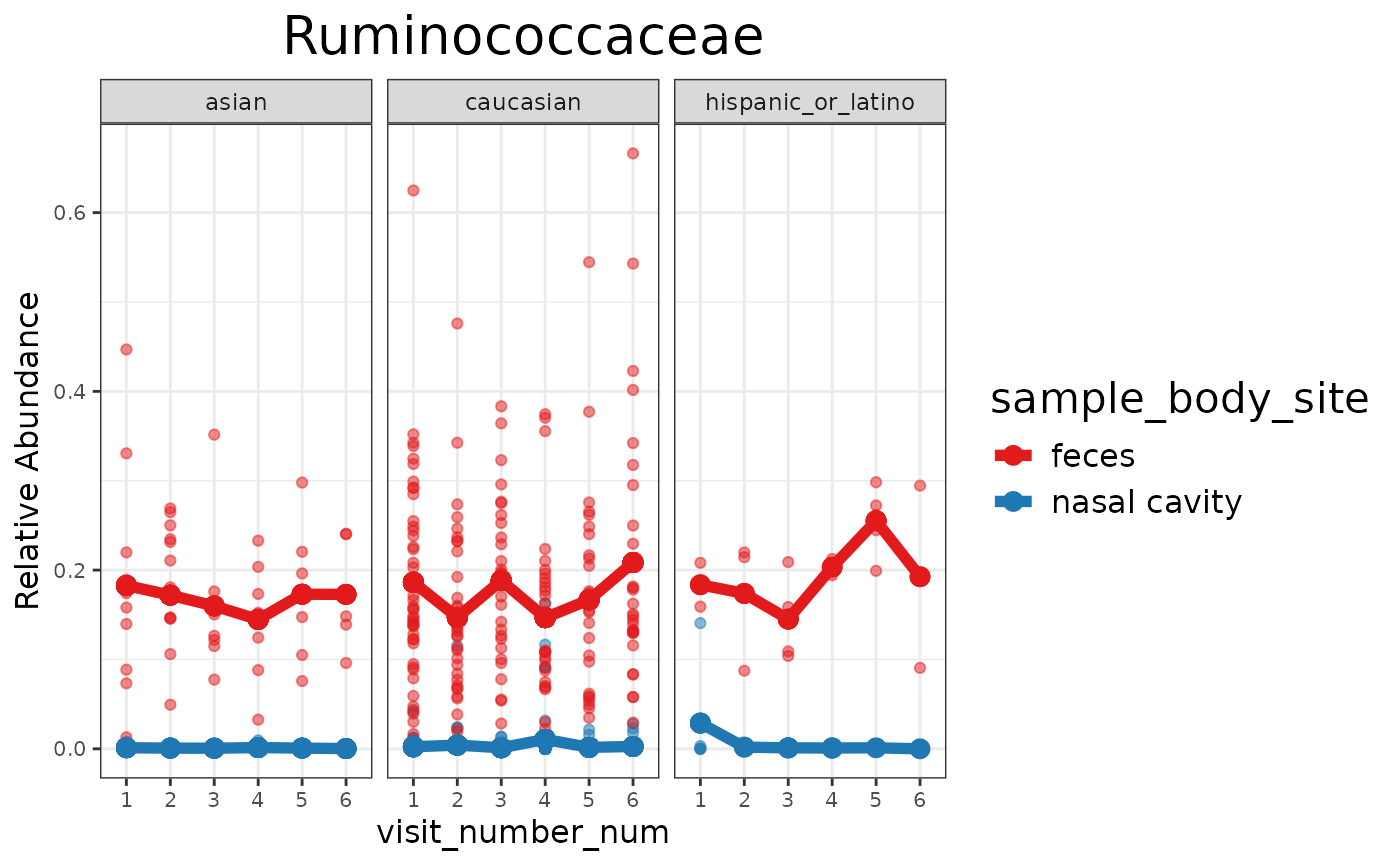 Ruminococcaceae
asian caucasian hispanic_or_latino
0.6
0.4
0.2
0.0
Relative Abundance
1 2 3 4 5 6 1 2 3 4 5 6 1 2 3 4 5 6
visit_number_num
sample_body_site
feces
nasal cavity